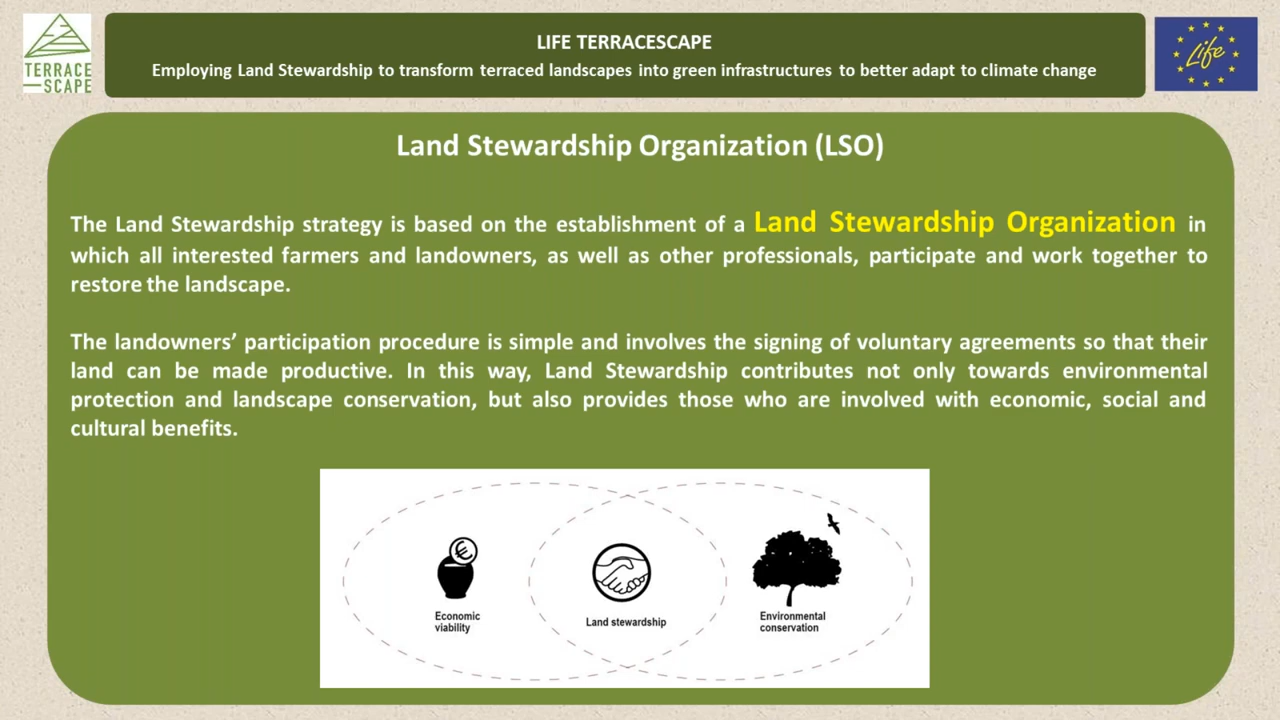 TERRACE
SCAPE
LIFE TERRACESCAPE
Employing Land Stewardship to transform terraced landscapes into green infrastructures to better adapt to climate change
Life
Land Stewardship Organization (LSO)
The Land Stewardship strategy is based on the establishment of a Land Stewardship Organization in
which all interested farmers and landowners, as well as other professionals, participate and work together to
restore the landscape.
The landowners’ participation procedure is simple and involves the signing of voluntary agreements so that their
land can be made productive. In this way, Land Stewardship contributes not only towards environmental
protection and landscape conservation, but also provides those who are involved with economic, social and
cultural benefits.
€
Economic
viability
Land stewardship
Environmental
conservation